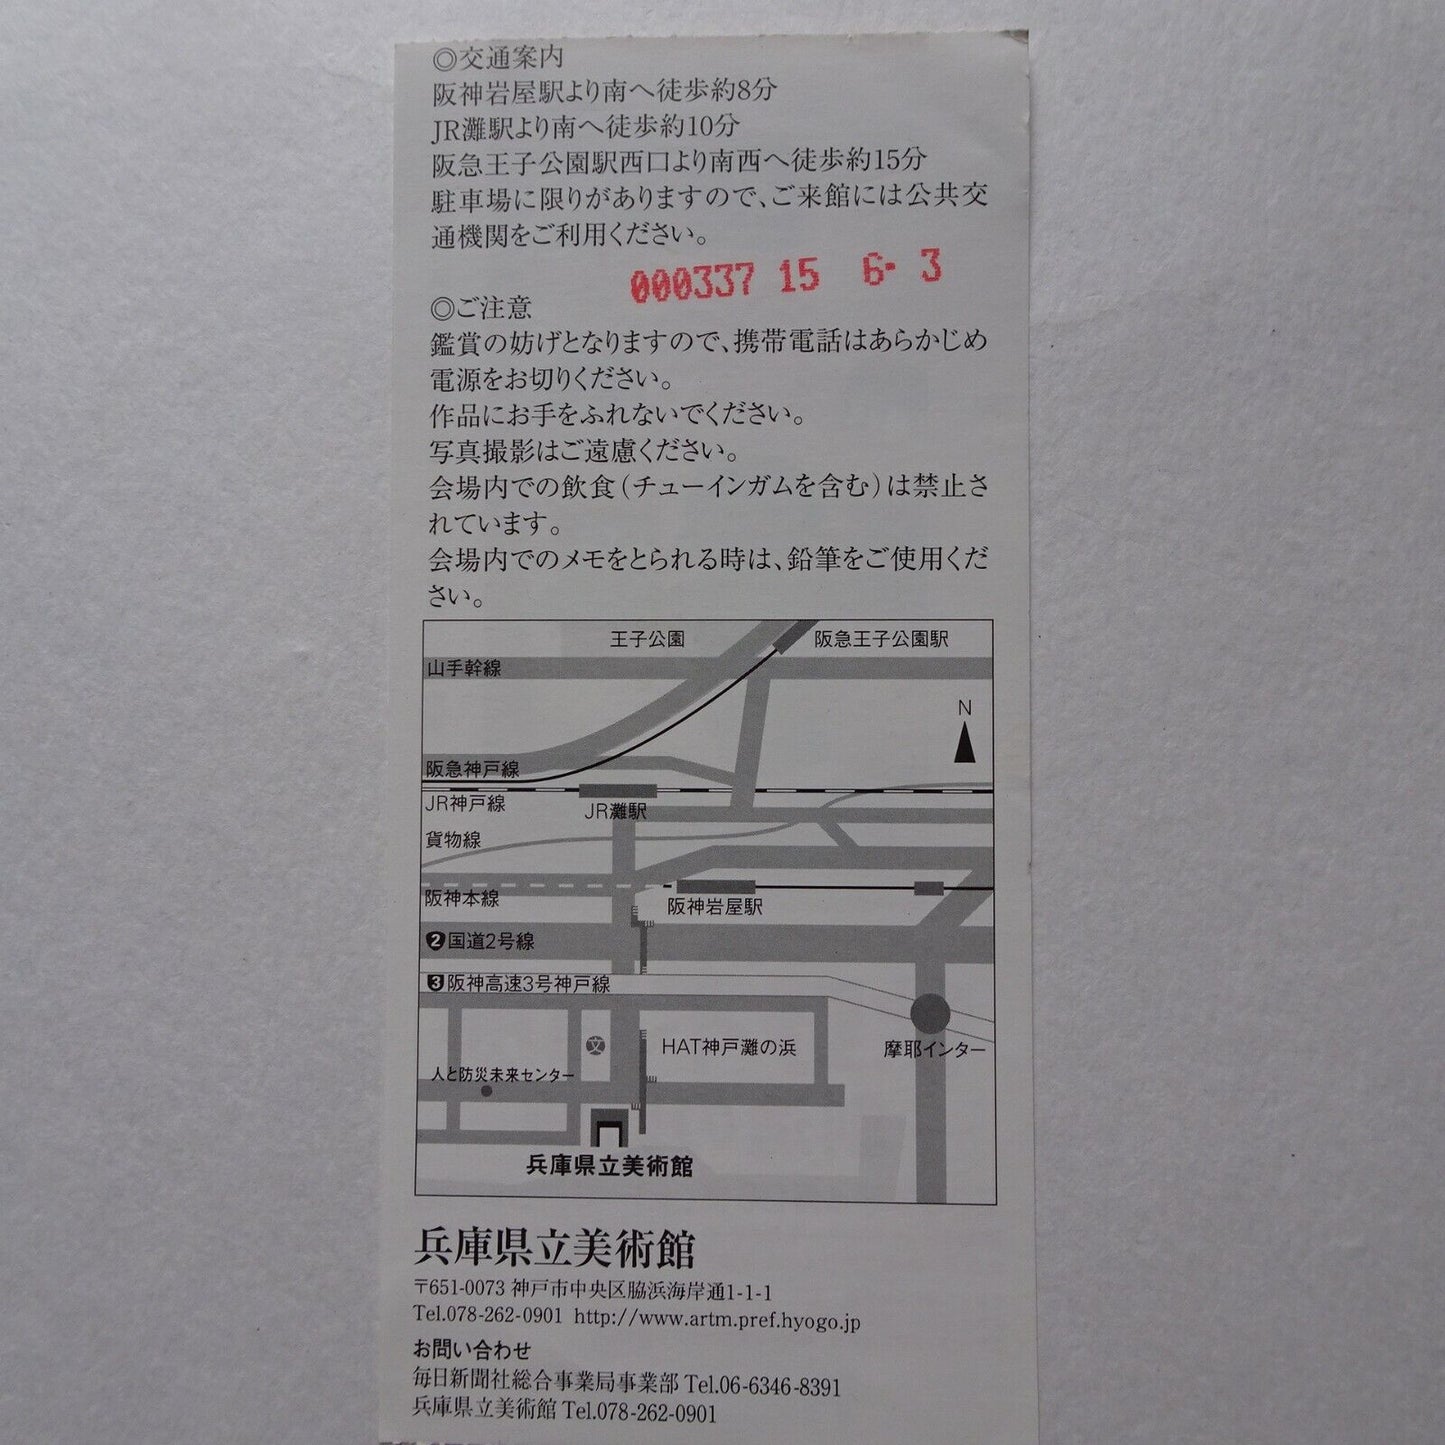 ◎交通案内
阪神岩屋駅より南へ徒歩約8分
JR灘駅より南へ徒歩約10分
阪急王子公園駅西口より南西へ徒歩約15分
駐車場に限りがありますので、ご来館には公共交
通機関をご利用ください。
000337 15 6・3
◎ご注意
鑑賞の妨げとなりますので、携帯電話はあらかじめ
電源をお切りください。
作品にお手をふれないでください。
写真撮影はご遠慮ください。
会場内での飲食(チューインガムを含む)は禁止さ
れています。
会場内でのメモをとられる時は、鉛筆をご使用くだ
さい。
王子公園
阪急王子公園駅
山手幹線
N
阪急神戸線
JR神戸線
JR灘駅
貨物線
阪神本線
阪神岩屋駅
2 国道2号線
3 阪神高速3号神戸線
文
HAT神戸灘の浜
摩耶インター
人と防災未来センター
兵庫県立美術館
兵庫県立美術館
〒651-0073 神戸市中央区脇浜海岸通1-1-1
Tel.078-262-0901 http://www.artm.pref.hyogo.jp
お問い合わせ
毎日新聞社総合事業局事業部 Tel.06-6346-8391
兵庫県立美術館 Tel.078-262-0901